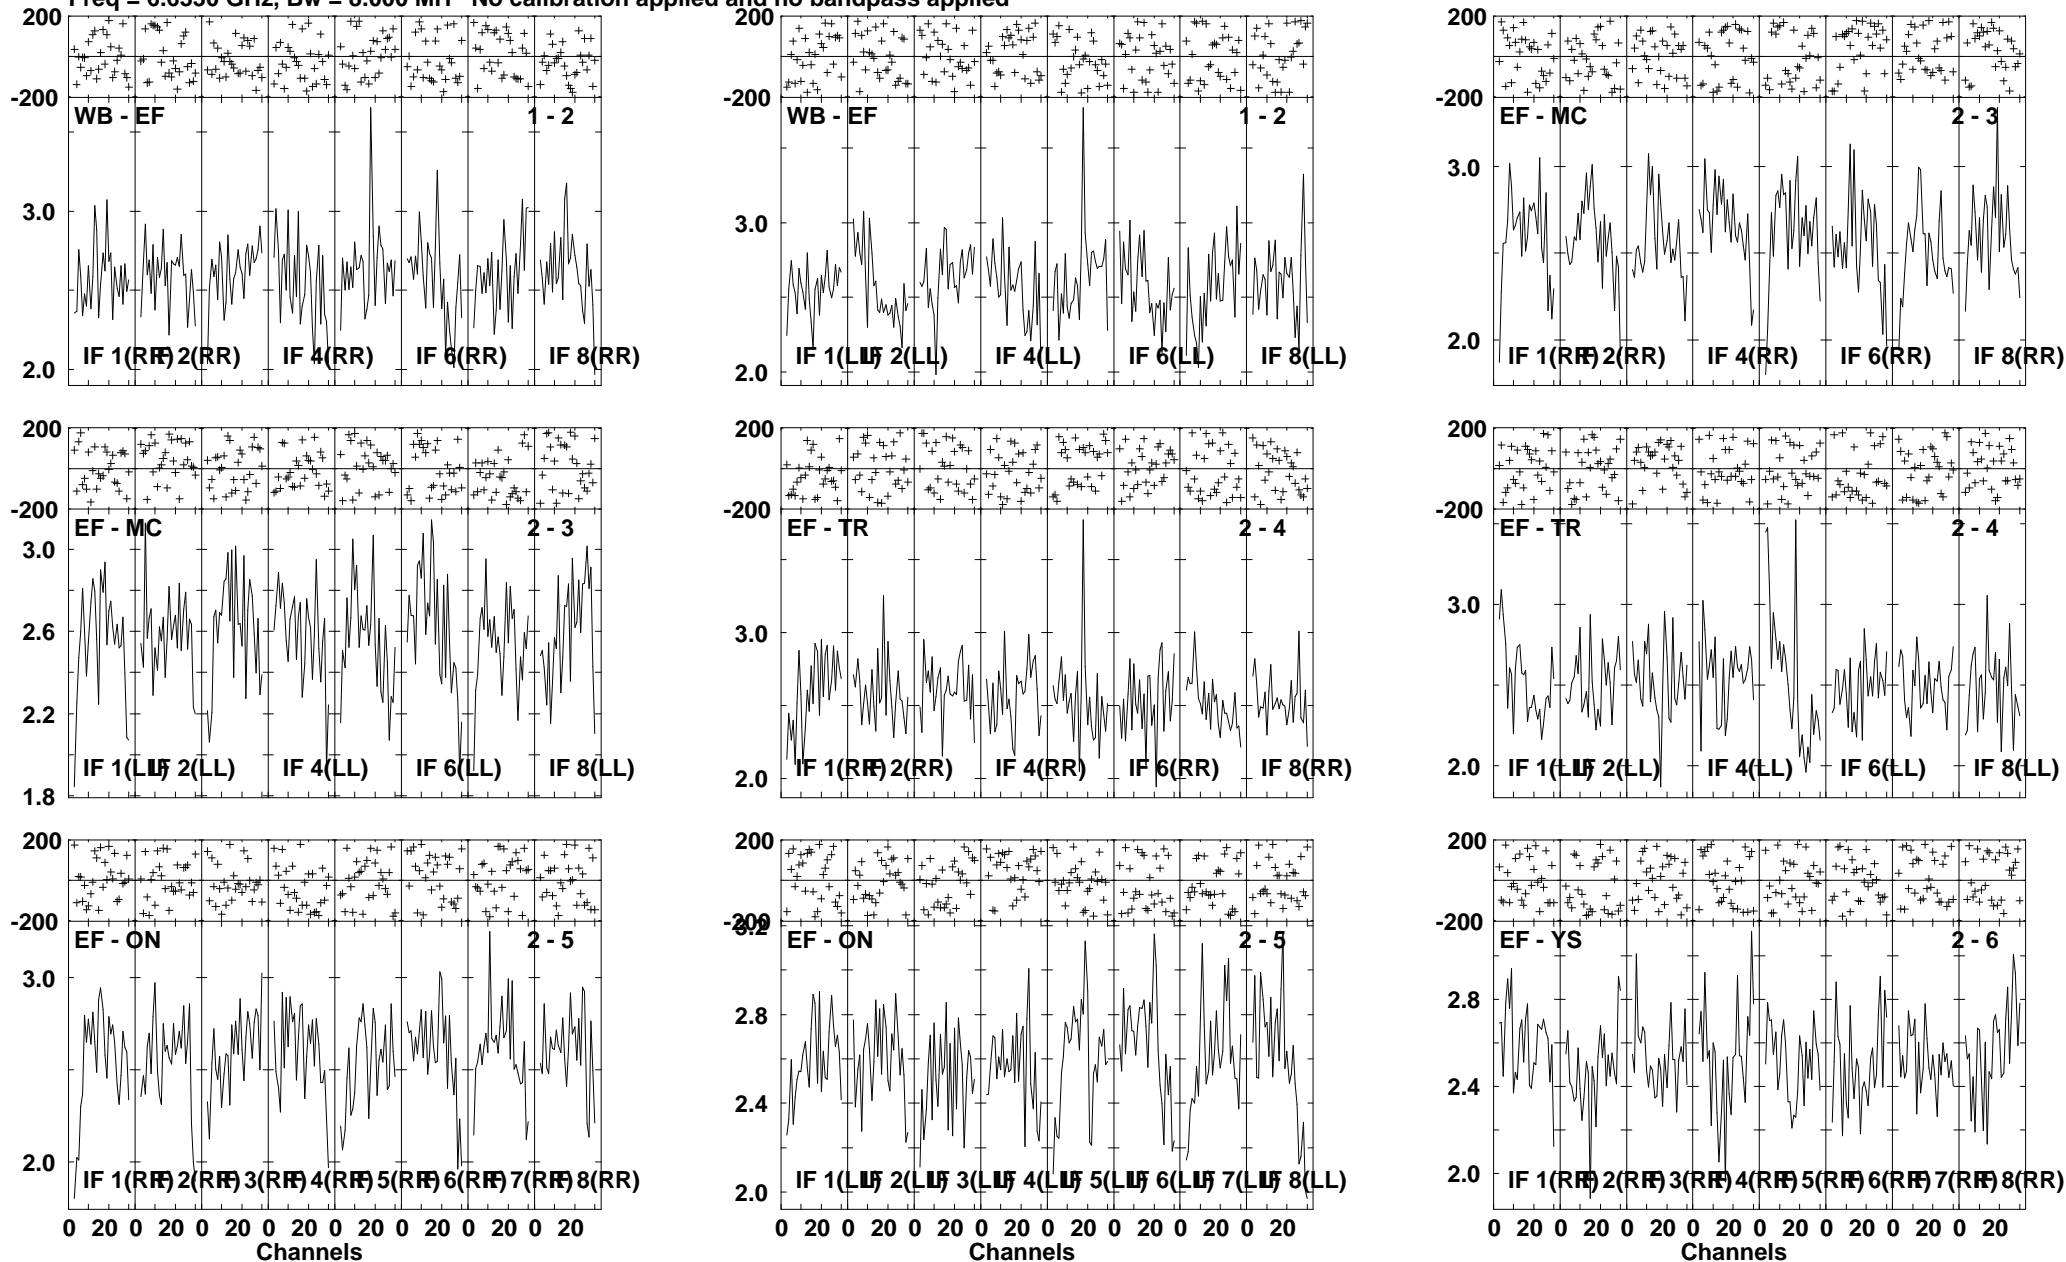 Freq = 6.6350 GHz, Bw = 8.000 MH No calibration applied and no bandpass applied
200
-200
WB - EF 1 - 2
3.0
2.0
IF 1(RR) IF 2(RR) IF 4(RR) IF 6(RR) IF 8(RR)
200
-200
WB - EF 1 - 2
3.0
2.0
IF 1(LL) IF 2(LL) IF 4(LL) IF 6(LL) IF 8(LL)
200
-200
EF - MC 2 - 3
3.0
2.0
IF 1(RR) IF 2(RR) IF 4(RR) IF 6(RR) IF 8(RR)
200
-200
EF - MC 2 - 3
3.0
2.6
2.2
1.8
IF 1(LL) IF 2(LL) IF 4(LL) IF 6(LL) IF 8(LL)
200
-200
EF - TR 2 - 4
3.0
2.0
IF 1(RR) IF 2(RR) IF 4(RR) IF 6(RR) IF 8(RR)
200
-200
EF - TR 2 - 4
3.0
2.0
IF 1(LL) IF 2(LL) IF 4(LL) IF 6(LL) IF 8(LL)
200
-200
EF - ON 2 - 5
3.0
2.0
IF 1(RR) IF 2(RR) IF 3(RR) IF 4(RR) IF 5(RR) IF 6(RR) IF 7(RR) IF 8(RR)
0 20 0 20 0 20 0 20 0 20 0 20 0 20 0 20
Channels
200
-200
3.2
EF - ON 2 - 5
2.8
2.4
2.0
IF 1(LL) IF 2(LL) IF 3(LL) IF 4(LL) IF 5(LL) IF 6(LL) IF 7(LL) IF 8(LL)
0 20 0 20 0 20 0 20 0 20 0 20 0 20 0 20
Channels
200
-200
EF - YS 2 - 6
2.8
2.4
2.0
IF 1(RR) IF 2(RR) IF 3(RR) IF 4(RR) IF 5(RR) IF 6(RR) IF 7(RR) IF 8(RR)
0 20 0 20 0 20 0 20 0 20 0 20 0 20 0 20
Channels